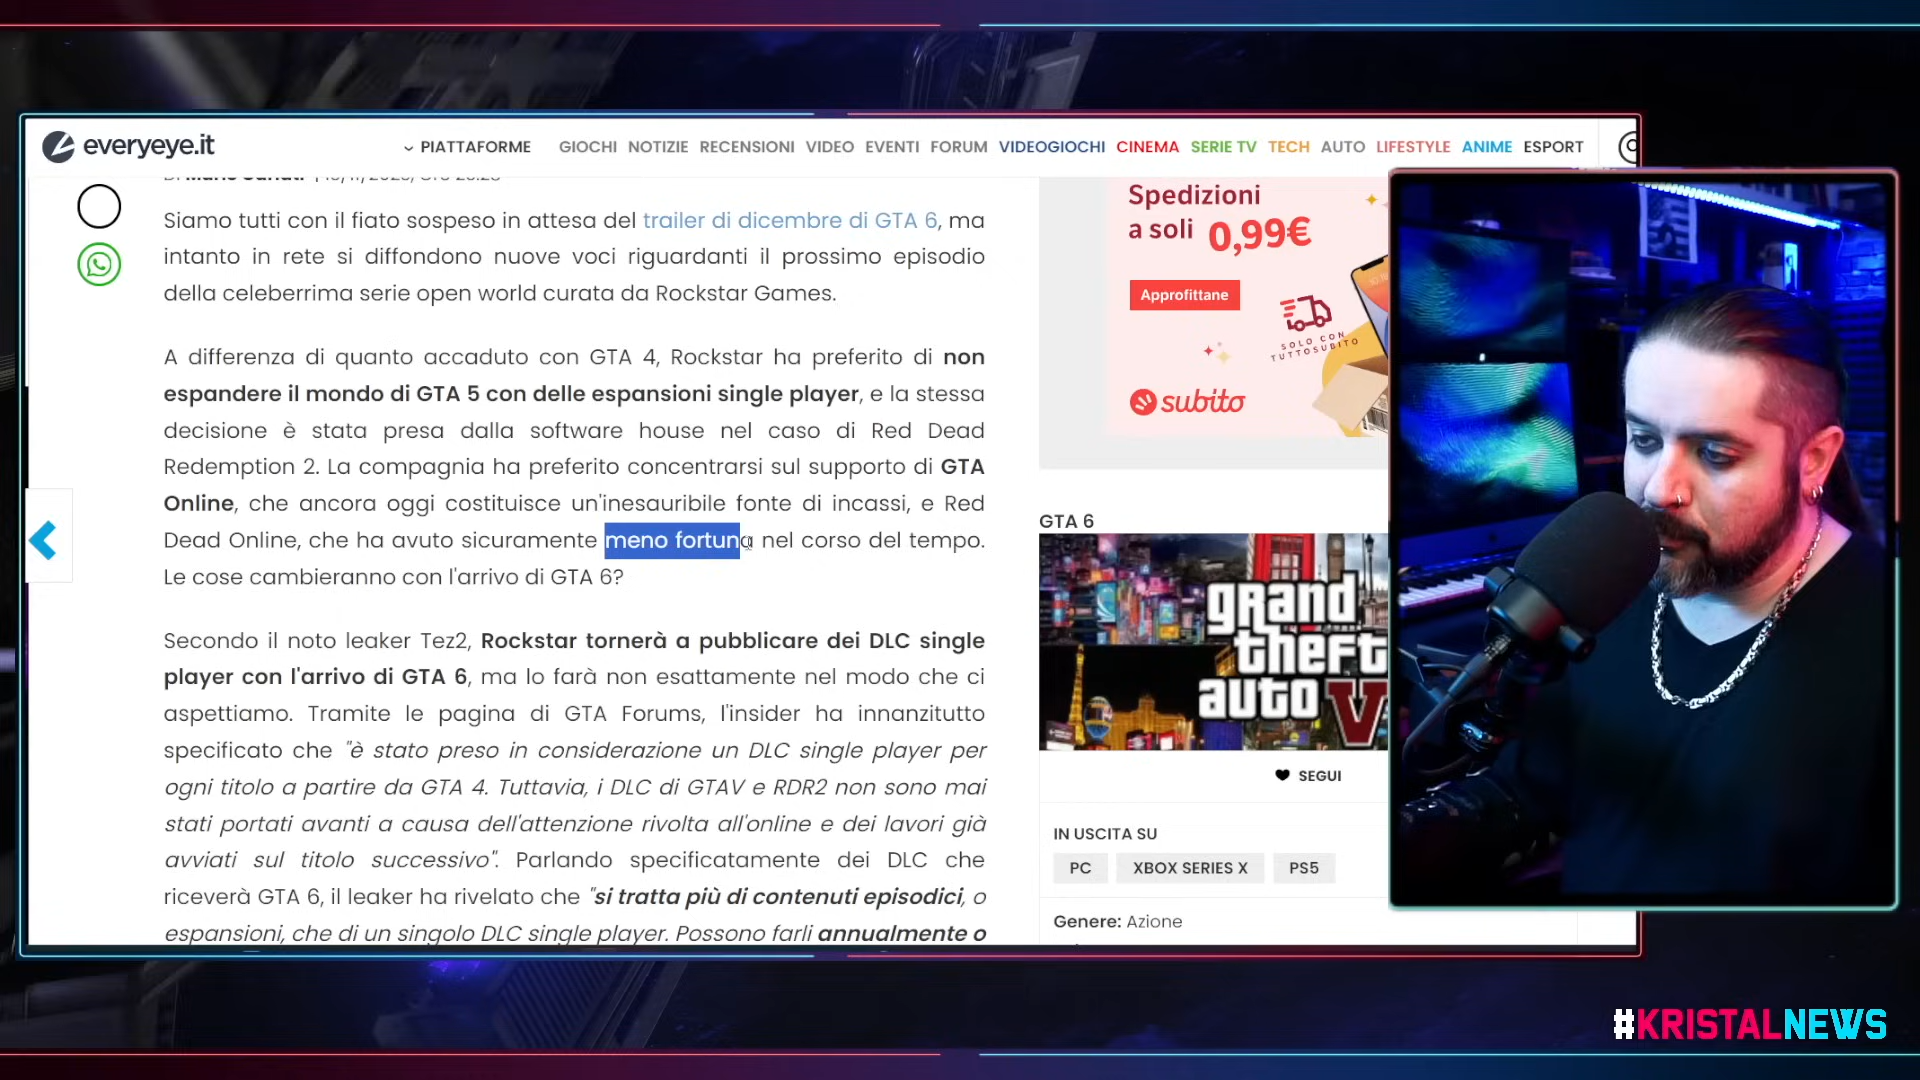 everyeye.it
PIATTAFORME GIOCHI NOTIZIE RECENSIONI VIDEO EVENTI FORUM VIDEOGIOCHI CINEMA SERIE TV TECH AUTO LIFESTYLE ANIME ESPORT
Siamo tutti con il fiato sospeso in attesa del trailer di dicembre di GTA 6, ma
intanto in rete si diffondono nuove voci riguardanti il prossimo episodio
della celeberrima serie open world curata da Rockstar Games.
A differenza di quanto accaduto con GTA 4, Rockstar ha preferito di non
espandere il mondo di GTA 5 con delle espansioni single player, e la stessa
decisione è stata presa dalla software house nel caso di Red Dead
Redemption 2. La compagnia ha preferito concentrarsi sul supporto di GTA
Online, che ancora oggi costituisce un'inesauribile fonte di incassi, e Red
Dead Online, che ha avuto sicuramente meno fortuna nel corso del tempo.
Le cose cambieranno con l'arrivo di GTA 6?
Secondo il noto leaker Tez2, Rockstar tornerà a pubblicare dei DLC single
player con l'arrivo di GTA 6, ma lo farà non esattamente nel modo che ci
aspettiamo. Tramite le pagina di GTA Forums, l'insider ha innanzitutto
specificato che "è stato preso in considerazione un DLC single player per
ogni titolo a partire da GTA 4. Tuttavia, i DLC di GTAV e RDR2 non sono mai
stati portati avanti a causa dell'attenzione rivolta all'online e dei lavori già
avviati sul titolo successivo". Parlando specificatamente dei DLC che
riceverà GTA 6, il leaker ha rivelato che "si tratta più di contenuti episodici, o
espansioni, che di un singolo DLC single player. Possono farli annualmente o
Spedizioni
a soli 0,99€
Approfittane
SOLO CON
TUTTOSUBITO
subito
GTA 6
grand
theft
auto V
SEGUI
IN USCITA SU
PC XBOX SERIES X PS5
Genere: Azione
#KRISTALNEWS